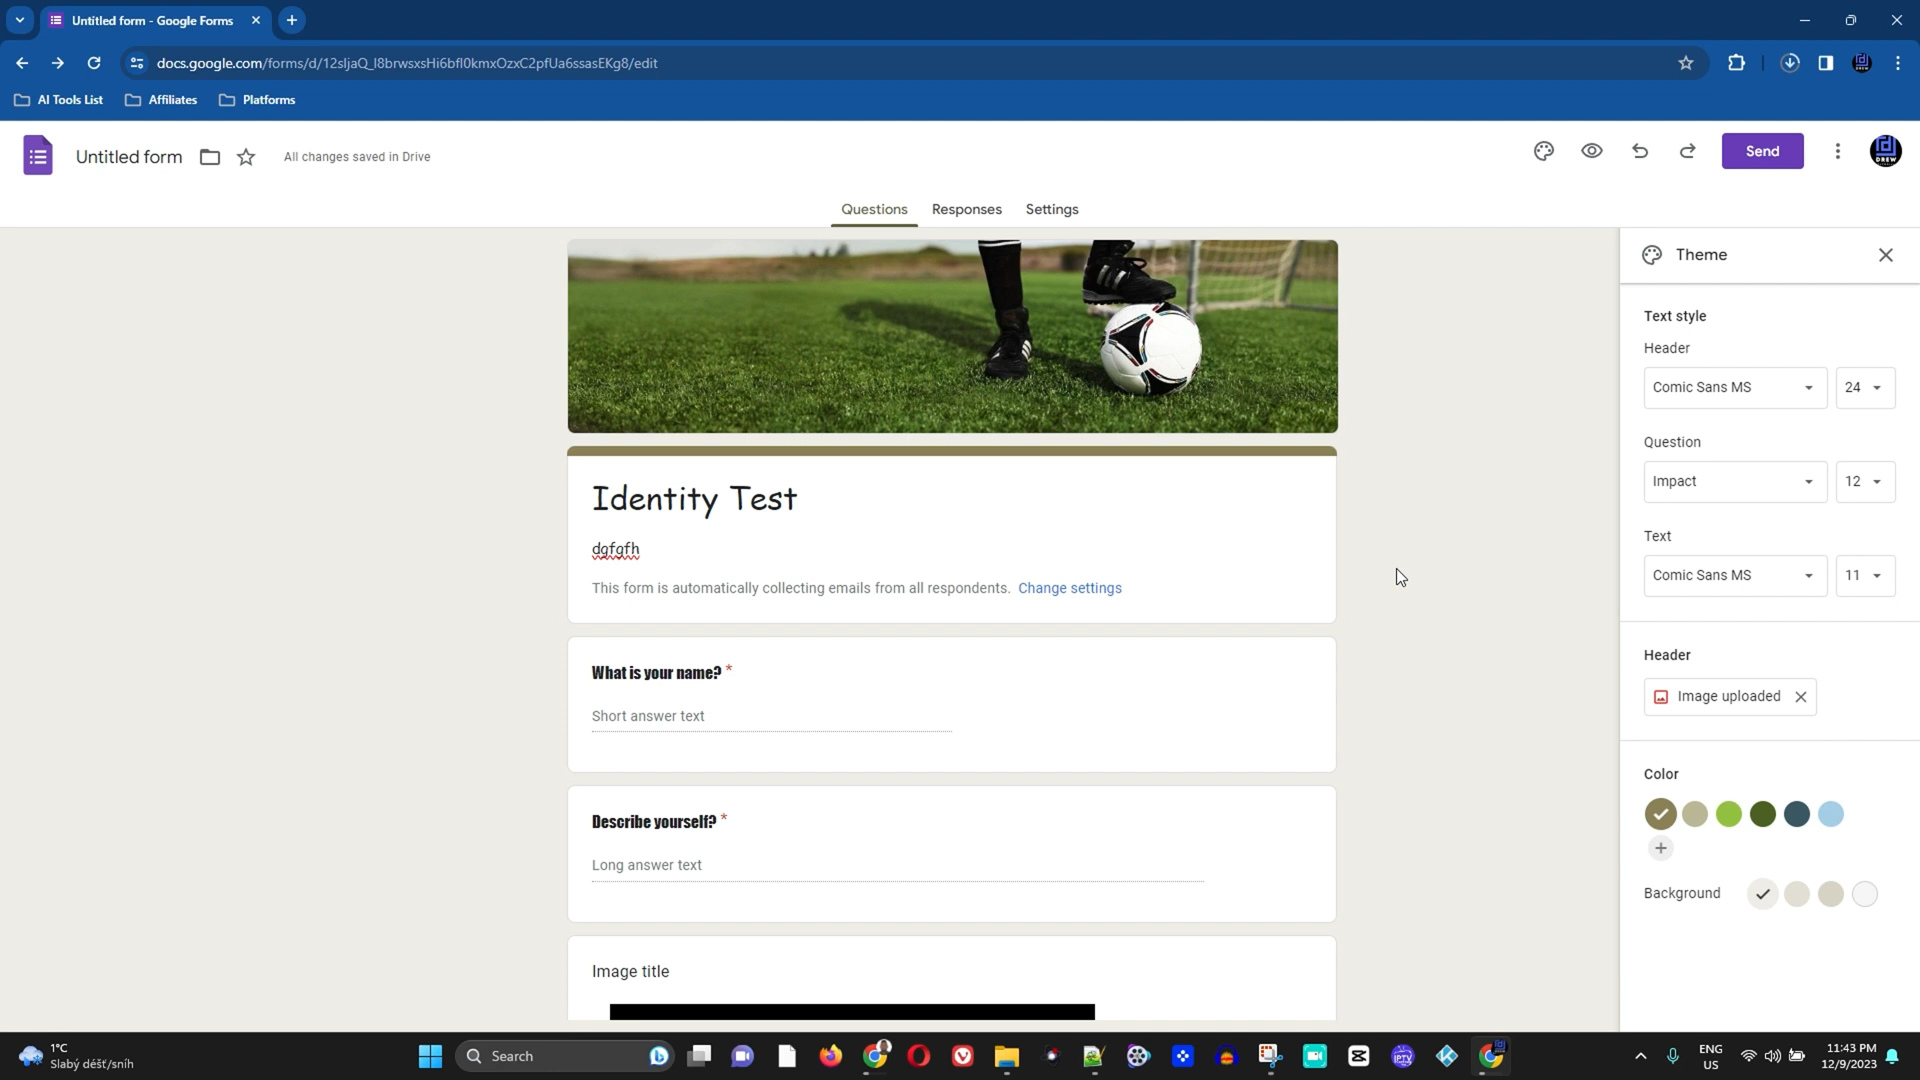 Untitled form - Google Forms
docs.google.com/forms/d/12sljaQ_l8brwsxsHi6bfl0kmxOzxC2pfUa6ssasEKg8/edit
AI Tools List
Affiliates
Platforms
Untitled form
All changes saved in Drive
Send
DREW
Questions
Responses
Settings
Theme
Text style
Header
Comic Sans MS
24
Question
Impact
12
Text
Comic Sans MS
11
Header
Image uploaded
Color
Background
Identity Test
dgfgfh
This form is automatically collecting emails from all respondents. Change settings
What is your name? *
Short answer text
Describe yourself? *
Long answer text
Image title
1°C
Slabý déšť/sníh
Search
IPTV
ENG
US
11:43 PM
12/9/2023